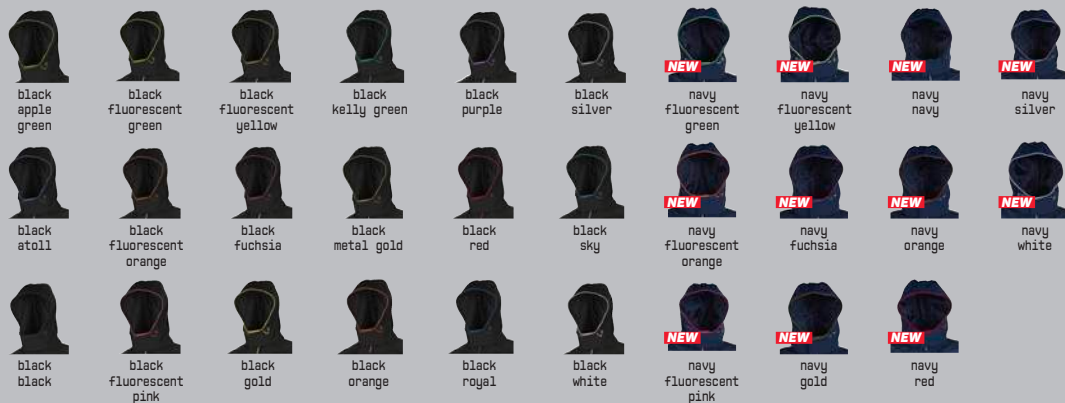 NEW
NEW
NEW
NEW
black
apple
green
black
fluorescent
green
black
fluorescent
yellow
black
kelly green
black
purple
black
silver
navy
fluorescent
green
navy
fluorescent
yellow
navy
navy
navy
silver
NEW
NEW
NEW
NEW
black
atoll
black
fluorescent
orange
black
fuchsia
black
metal gold
black
red
black
sky
navy
fluorescent
orange
navy
fuchsia
navy
orange
navy
white
NEW
NEW
NEW
black
black
black
fluorescent
pink
black
gold
black
orange
black
royal
black
white
navy
fluorescent
pink
navy
gold
navy
red